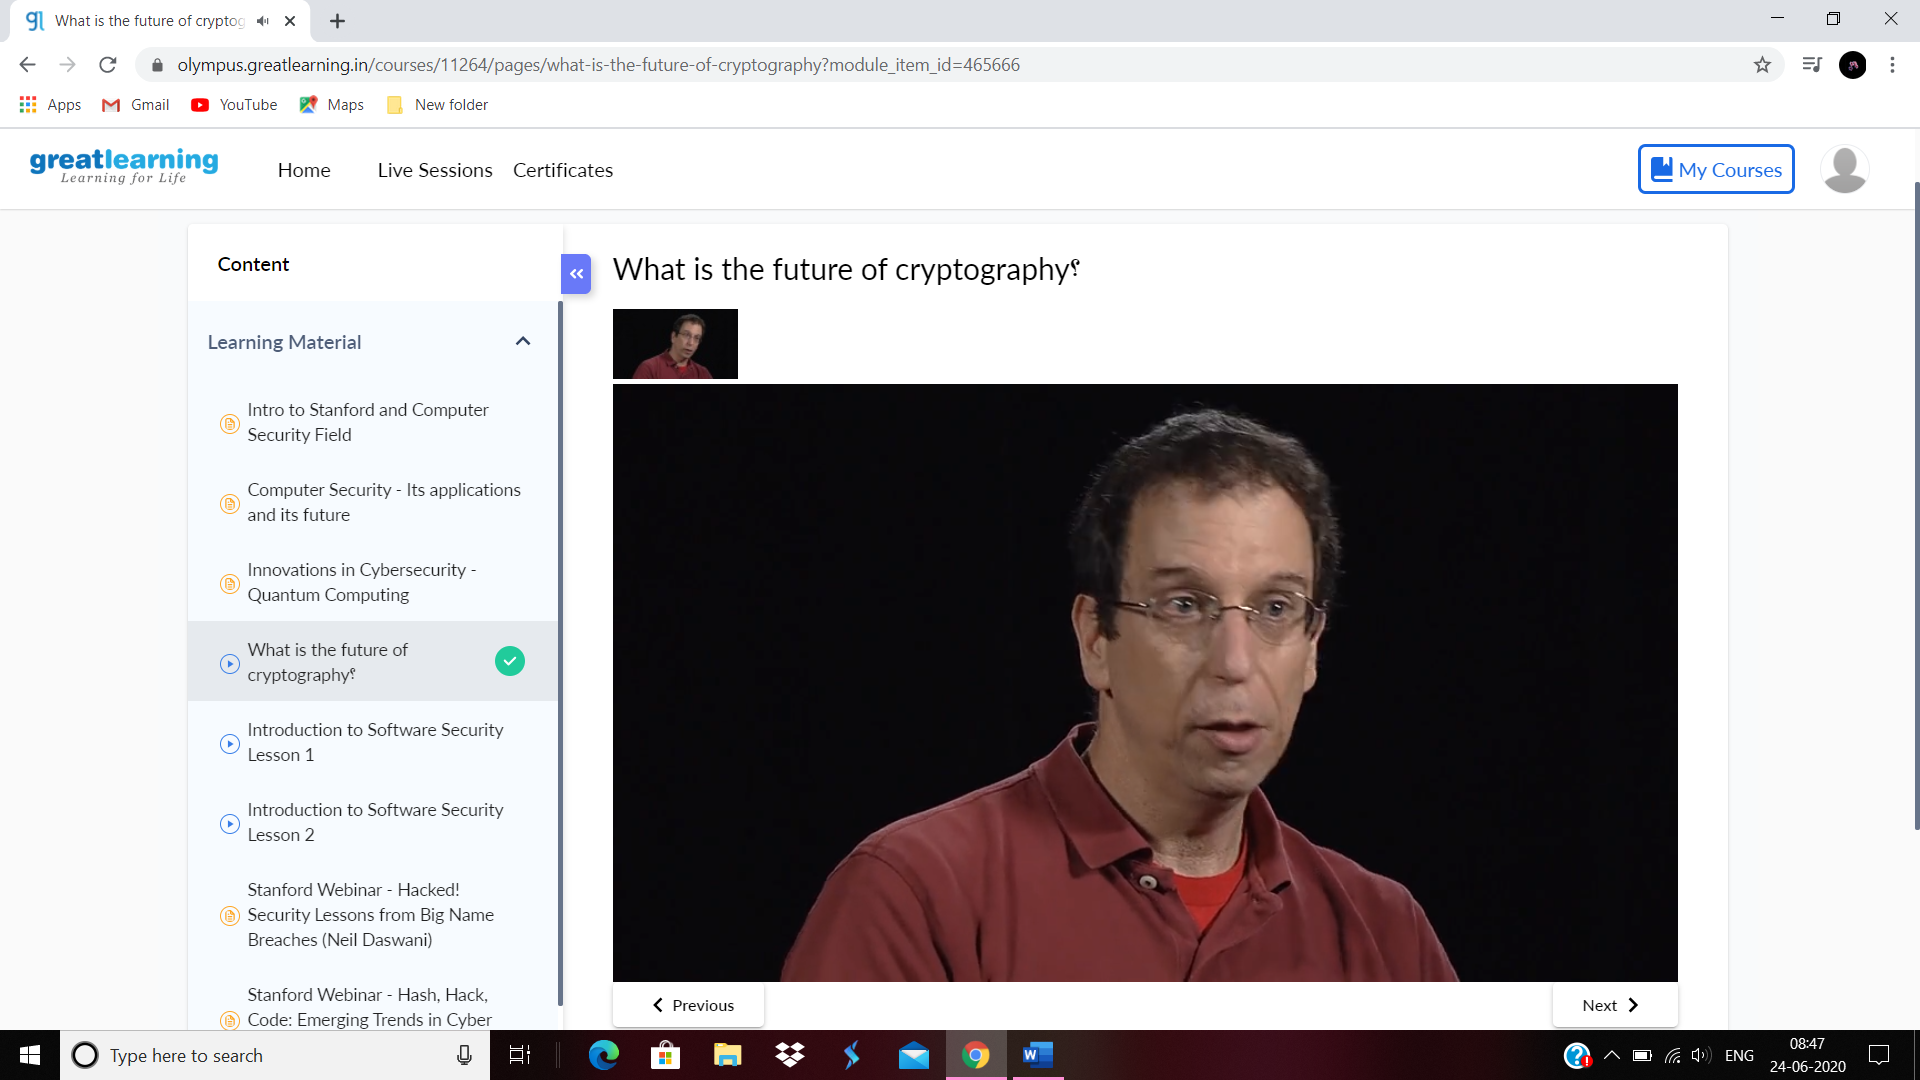 What is the future of cryptog
olympus.greatlearning.in/courses/11264/pages/what-is-the-future-of-cryptography?module_item_id=465666
Apps Gmail YouTube Maps New folder
greatlearning
Learning for Life
Home Live Sessions Certificates My Courses
Content
Learning Material
Intro to Stanford and Computer
Security Field
Computer Security - Its applications
and its future
Innovations in Cybersecurity -
Quantum Computing
What is the future of
cryptography؟
Introduction to Software Security
Lesson 1
Introduction to Software Security
Lesson 2
Stanford Webinar - Hacked!
Security Lessons from Big Name
Breaches (Neil Daswani)
Stanford Webinar - Hash, Hack,
Code: Emerging Trends in Cyber
What is the future of cryptography؟
Previous Next
Type here to search
ENG
08:47
24-06-2020